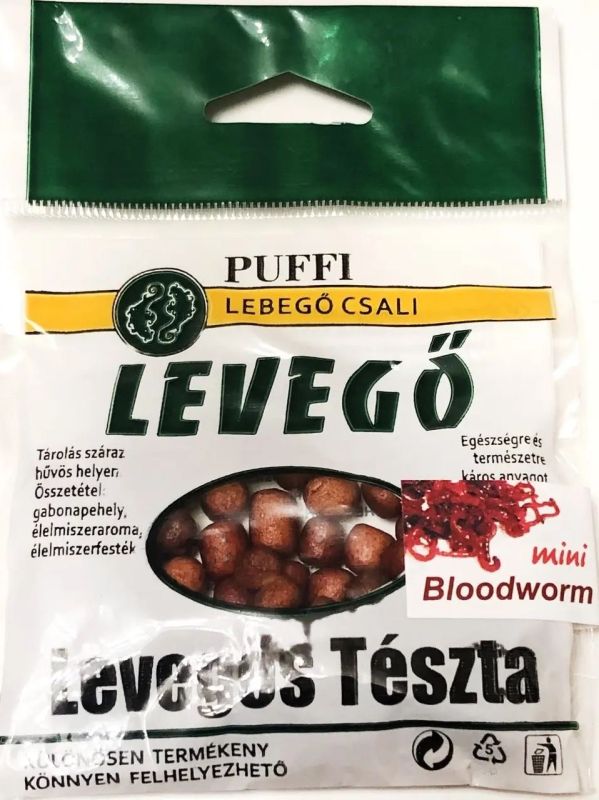 PUFFI
LEBEGŐ CSALI
LEVEGŐ
Tárolás száraz
hűvös helyen
Összetétel:
gabonapehely,
élelmiszeraroma,
élelmiszerfesték
Egészségre és
természetre
káros anyagot
mini
Bloodworm
Levegős Tészta
KÜLÖNÖSEN TERMÉKENY
KÖNNYEN FELHELYEZHETŐ
5